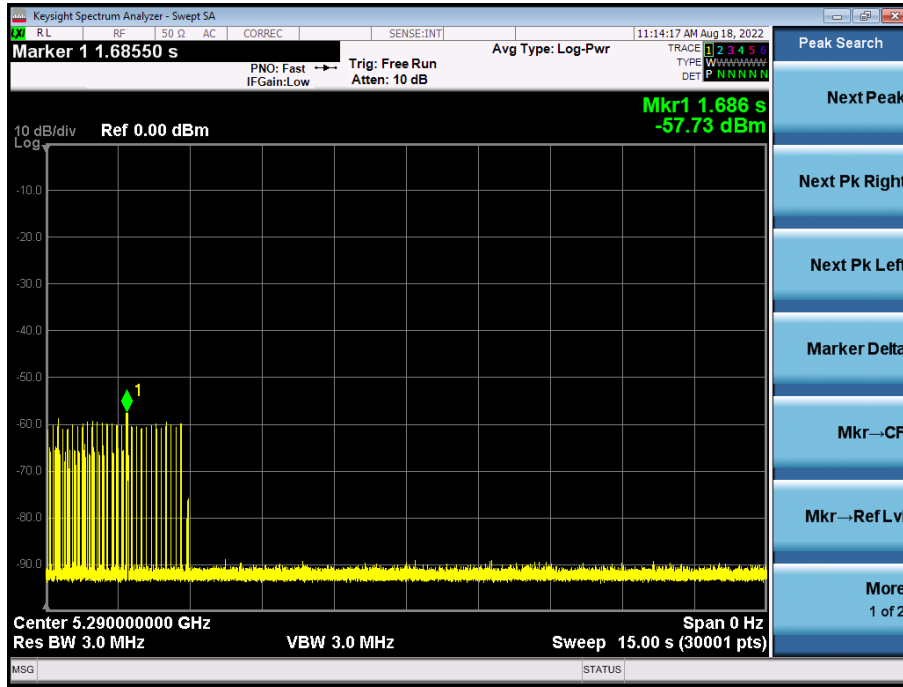 Keysight Spectrum Analyzer - Swept SA
LXI RL RF 50 Ω AC CORREC SENSE:INT 11:14:17 AM Aug 18, 2022
Marker 1 1.68550 s
PNO: Fast
IFGain:Low
Trig: Free Run
Atten: 10 dB
Avg Type: Log-Pwr
TRACE 1 2 3 4 5 6
TYPE WWWWWW
DET P N N N N N
Mkr1 1.686 s
-57.73 dBm
10 dB/div Ref 0.00 dBm
Log
-10.0
-20.0
-30.0
-40.0
-50.0
-60.0
-70.0
-80.0
-90.0
1
Center 5.290000000 GHz Span 0 Hz
Res BW 3.0 MHz VBW 3.0 MHz Sweep 15.00 s (30001 pts)
MSG STATUS
Peak Search
Next Peak
Next Pk Right
Next Pk Left
Marker Delta
Mkr→CF
Mkr→Ref Lvl
More
1 of 2